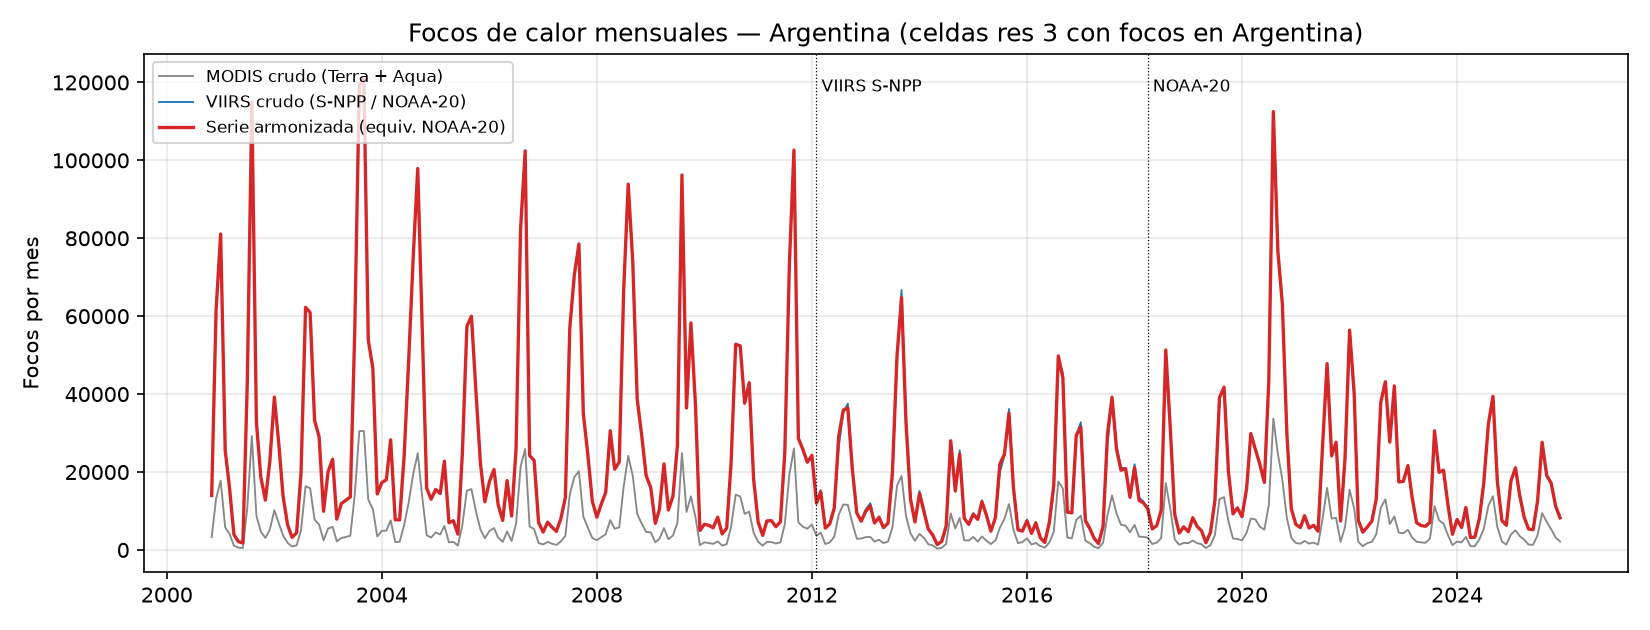 Focos de calor mensuales — Argentina (celdas res 3 con focos en Argentina)
MODIS crudo (Terra + Aqua)
VIIRS crudo (S-NPP / NOAA-20)
Serie armonizada (equiv. NOAA-20)
VIIRS S-NPP
NOAA-20
Focos por mes
120000
100000
80000
60000
40000
20000
0
2000
2004
2008
2012
2016
2020
2024